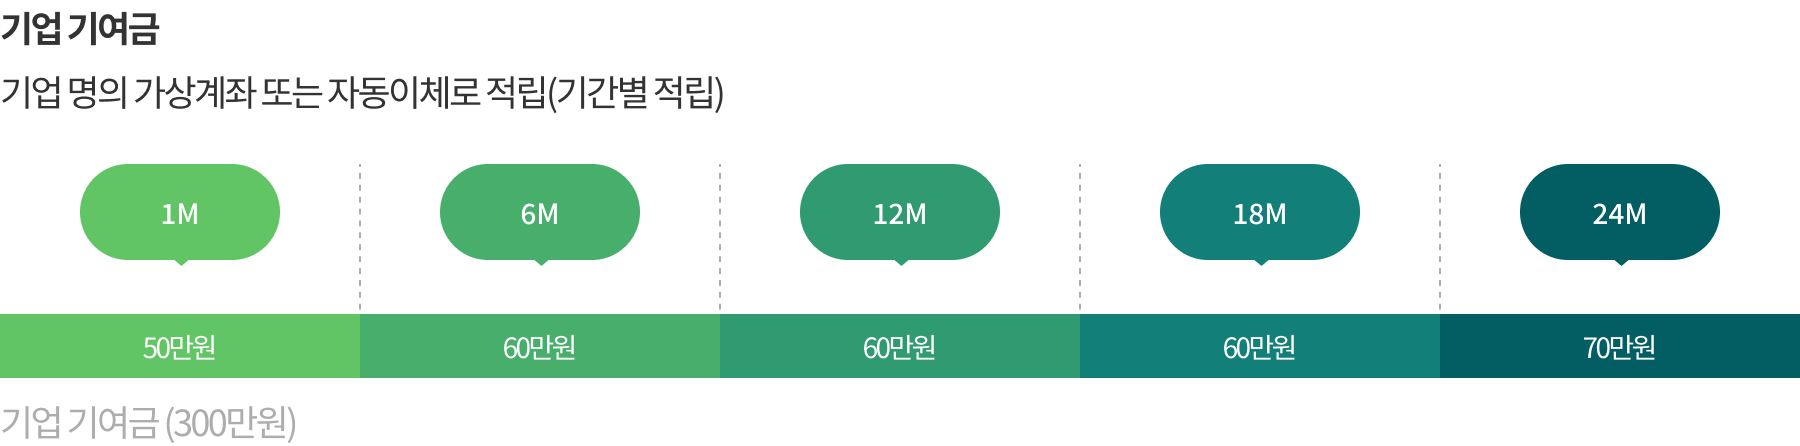 기업 기여금
기업 명의 가상계좌 또는 자동이체로 적립(기간별 적립)
1M 6M 12M 18M 24M
50만원 60만원 60만원 60만원 70만원
기업 기여금 (300만원)